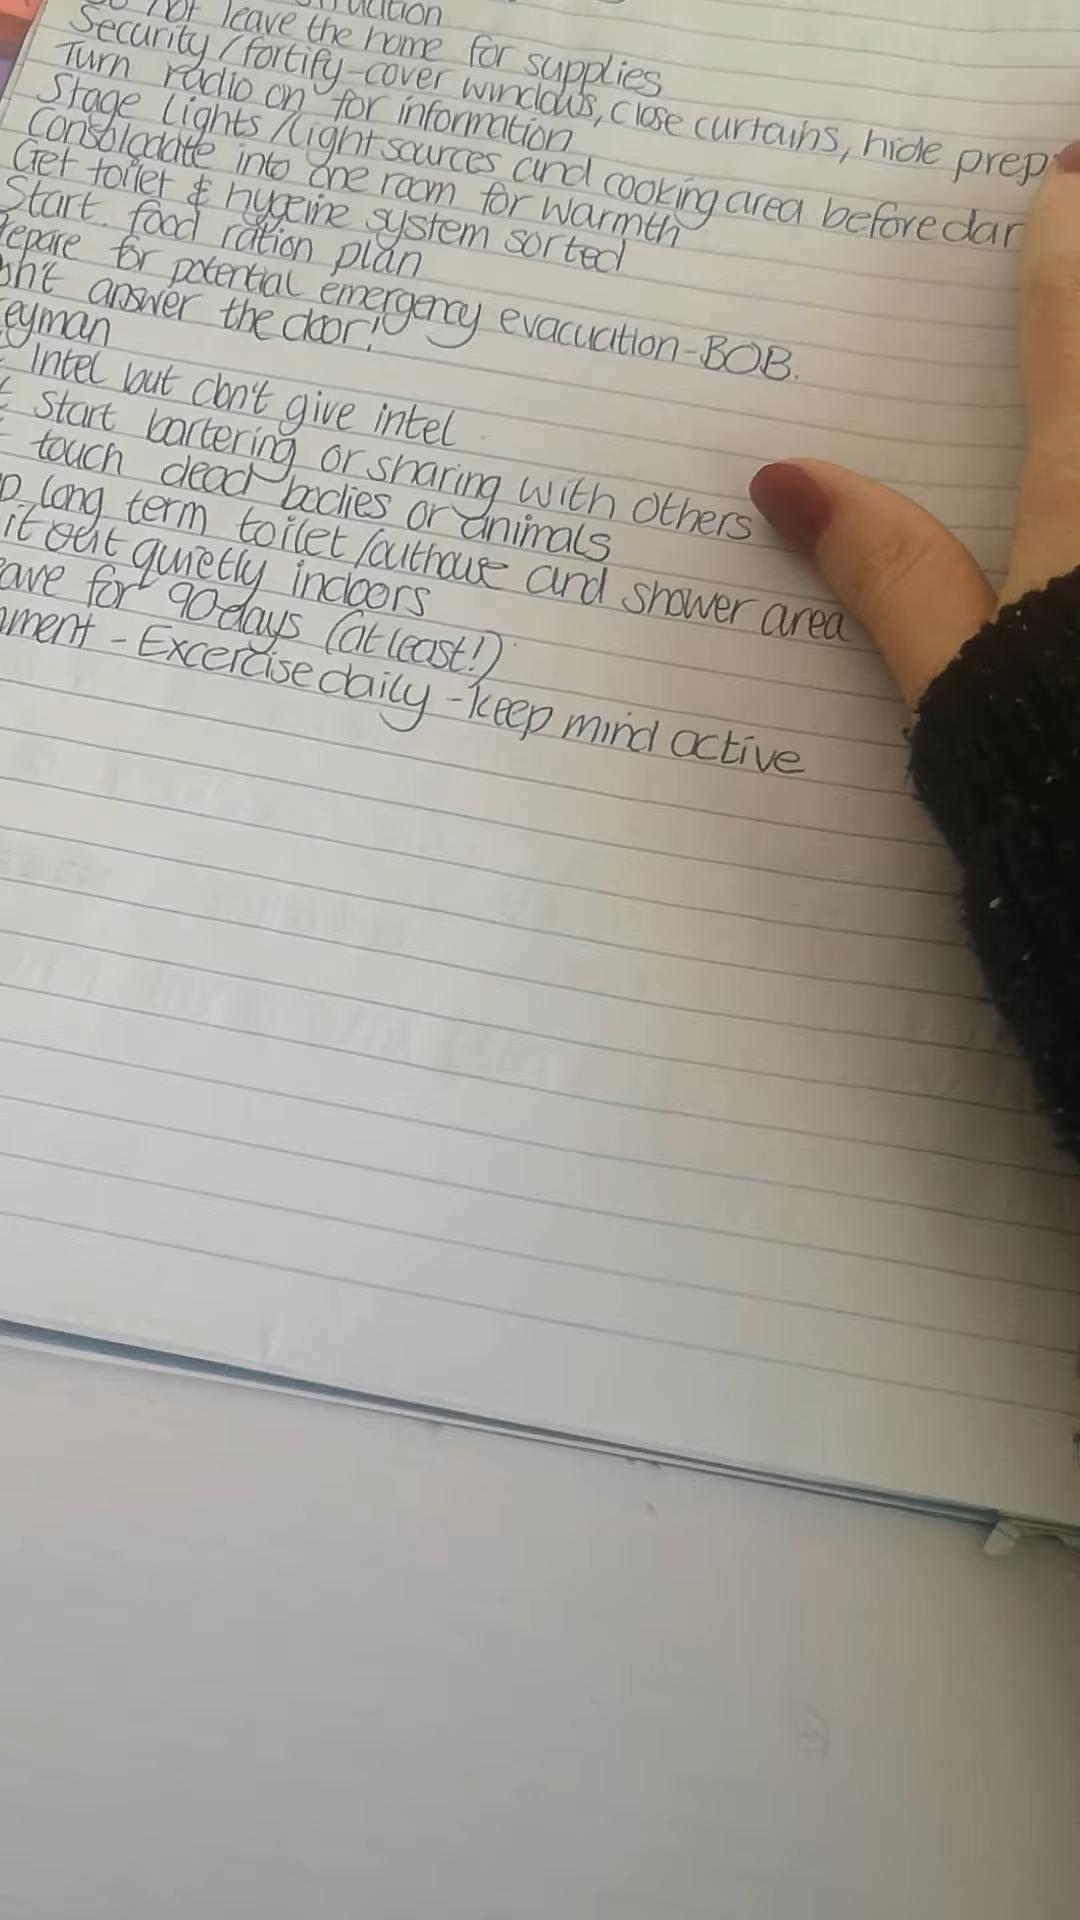 not leave the home for supplies
Security/fortify-cover windows, close curtains, hide prep
Turn radio on for information
Stage lights/light sources and cooking area before dar
Consolodate into one room for warmth
Get toilet & hygeine system sorted
Start food ration plan
repare for potential emergency evacuation-BOB.
on't answer the door!
eyman
Intel but don't give intel
start bartering or sharing with others
touch dead bodies or animals
long term toilet/outhouse and shower area
it out quietly indoors
ave for 90 days (at least!)
nment - Excercise daily - keep mind active